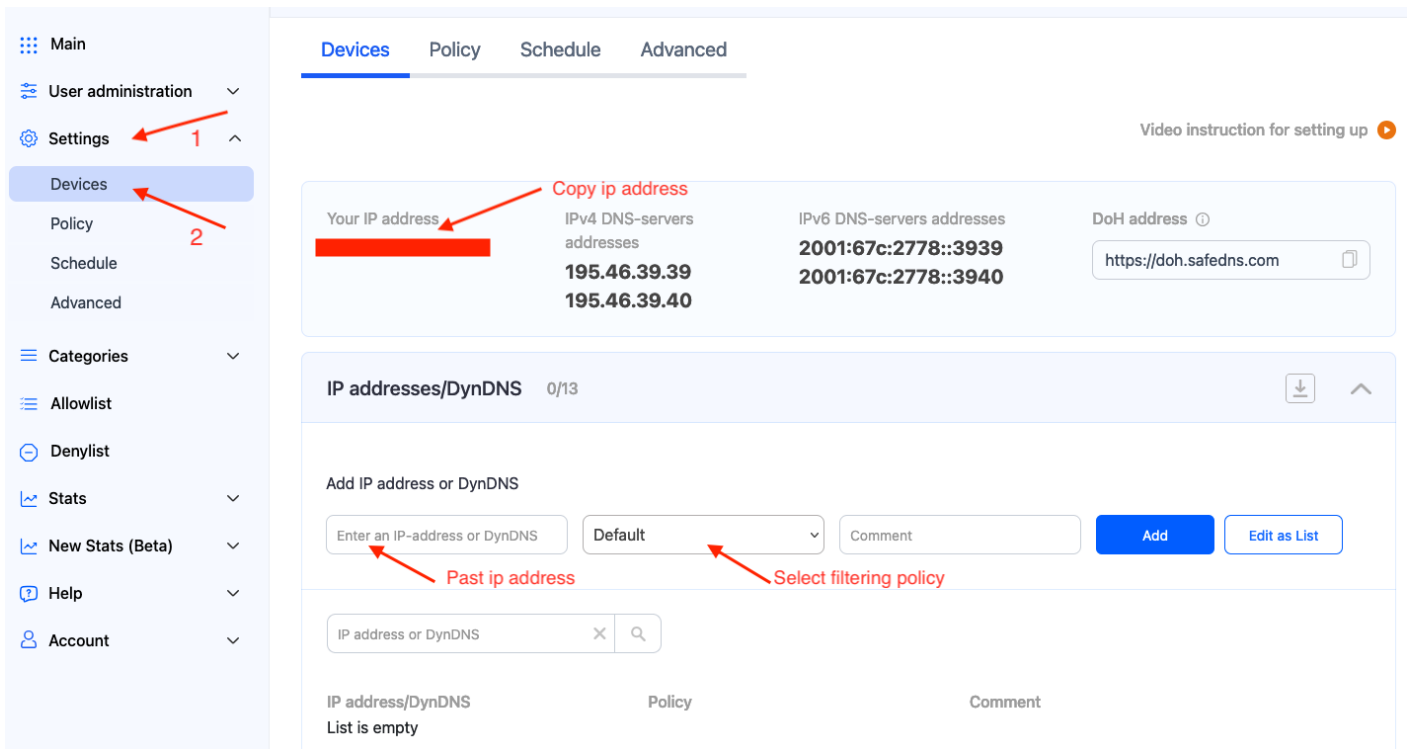 Main
User administration
Settings
1
Devices
2
Policy
Schedule
Advanced
Categories
Allowlist
Denylist
Stats
New Stats (Beta)
Help
Account
Devices
Policy
Schedule
Advanced
Video instruction for setting up
Copy ip address
Your IP address
IPv4 DNS-servers
addresses
195.46.39.39
195.46.39.40
IPv6 DNS-servers addresses
2001:67c:2778::3939
2001:67c:2778::3940
DoH address
https://doh.safedns.com
IP addresses/DynDNS 0/13
Add IP address or DynDNS
Enter an IP-address or DynDNS
Default
Comment
Add
Edit as List
Past ip address
Select filtering policy
IP address or DynDNS
IP address/DynDNS
Policy
Comment
List is empty